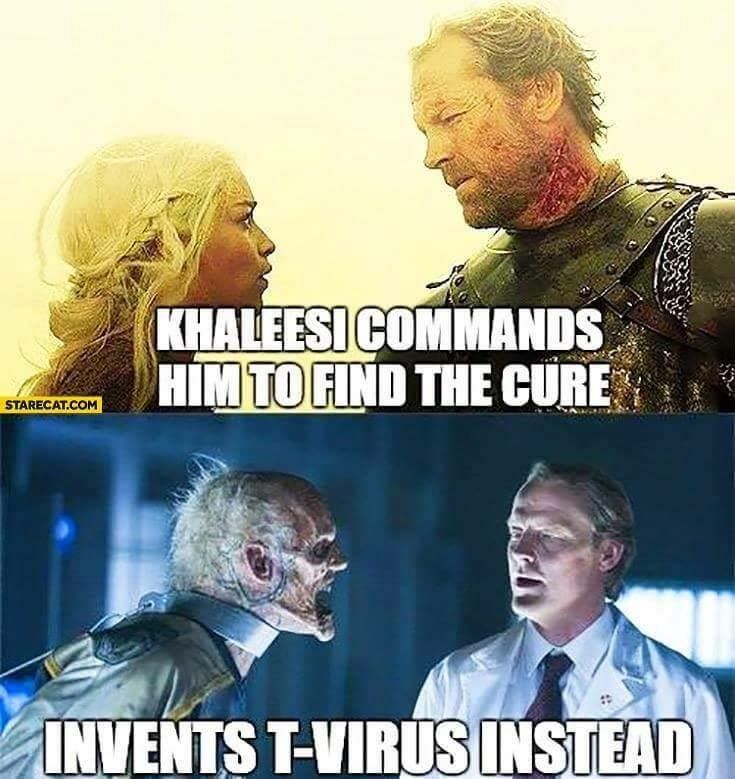 KHALEESI COMMANDS
HIM TO FIND THE CURE
STARECAT.COM
INVENTS T-VIRUS INSTEAD